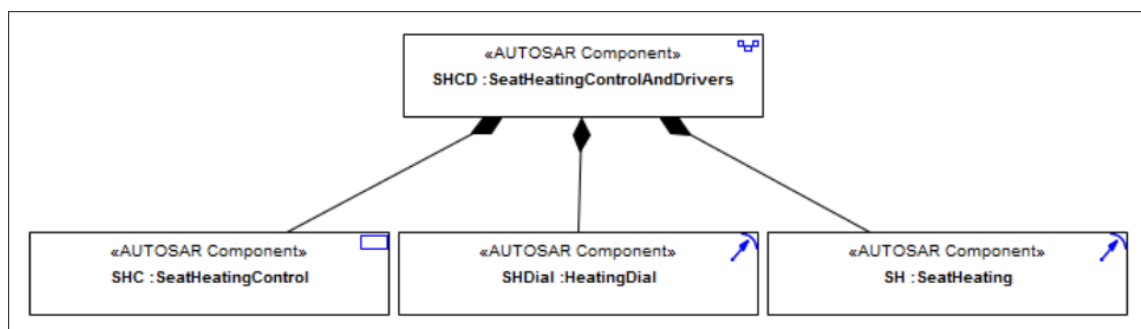 «AUTOSAR Component»
SHCD :SeatHeatingControlAndDrivers
«AUTOSAR Component»
SHC :SeatHeatingControl
«AUTOSAR Component»
SHDial :HeatingDial
«AUTOSAR Component»
SH :SeatHeating